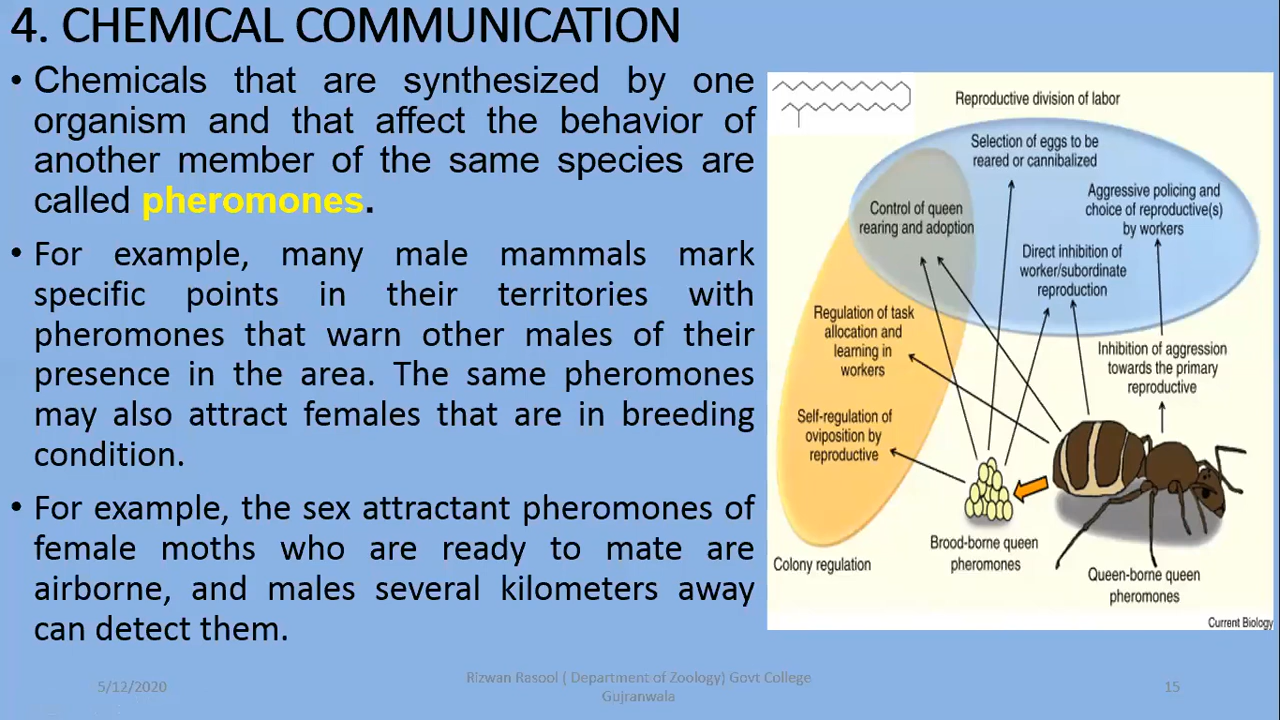 4. CHEMICAL COMMUNICATION
• Chemicals that are synthesized by one
organism and that affect the behavior of
another member of the same species are
called pheromones.
• For example, many male mammals mark
specific points in their territories with
pheromones that warn other males of their
presence in the area. The same pheromones
may also attract females that are in breeding
condition.
• For example, the sex attractant pheromones of
female moths who are ready to mate are
airborne, and males several kilometers away
can detect them.
Reproductive division of labor
Selection of eggs to be
reared or cannibalized
Aggressive policing and
choice of reproductive(s)
by workers
Control of queen
rearing and adoption
Direct inhibition of
worker/subordinate
reproduction
Regulation of task
allocation and
learning in
workers
Inhibition of aggression
towards the primary
reproductive
Self-regulation of
oviposition by
reproductive
Brood-borne queen
pheromones
Colony regulation
Queen-borne queen
pheromones
Current Biology
5/12/2020
Rizwan Rasool ( Department of Zoology) Govt College
Gujranwala
15